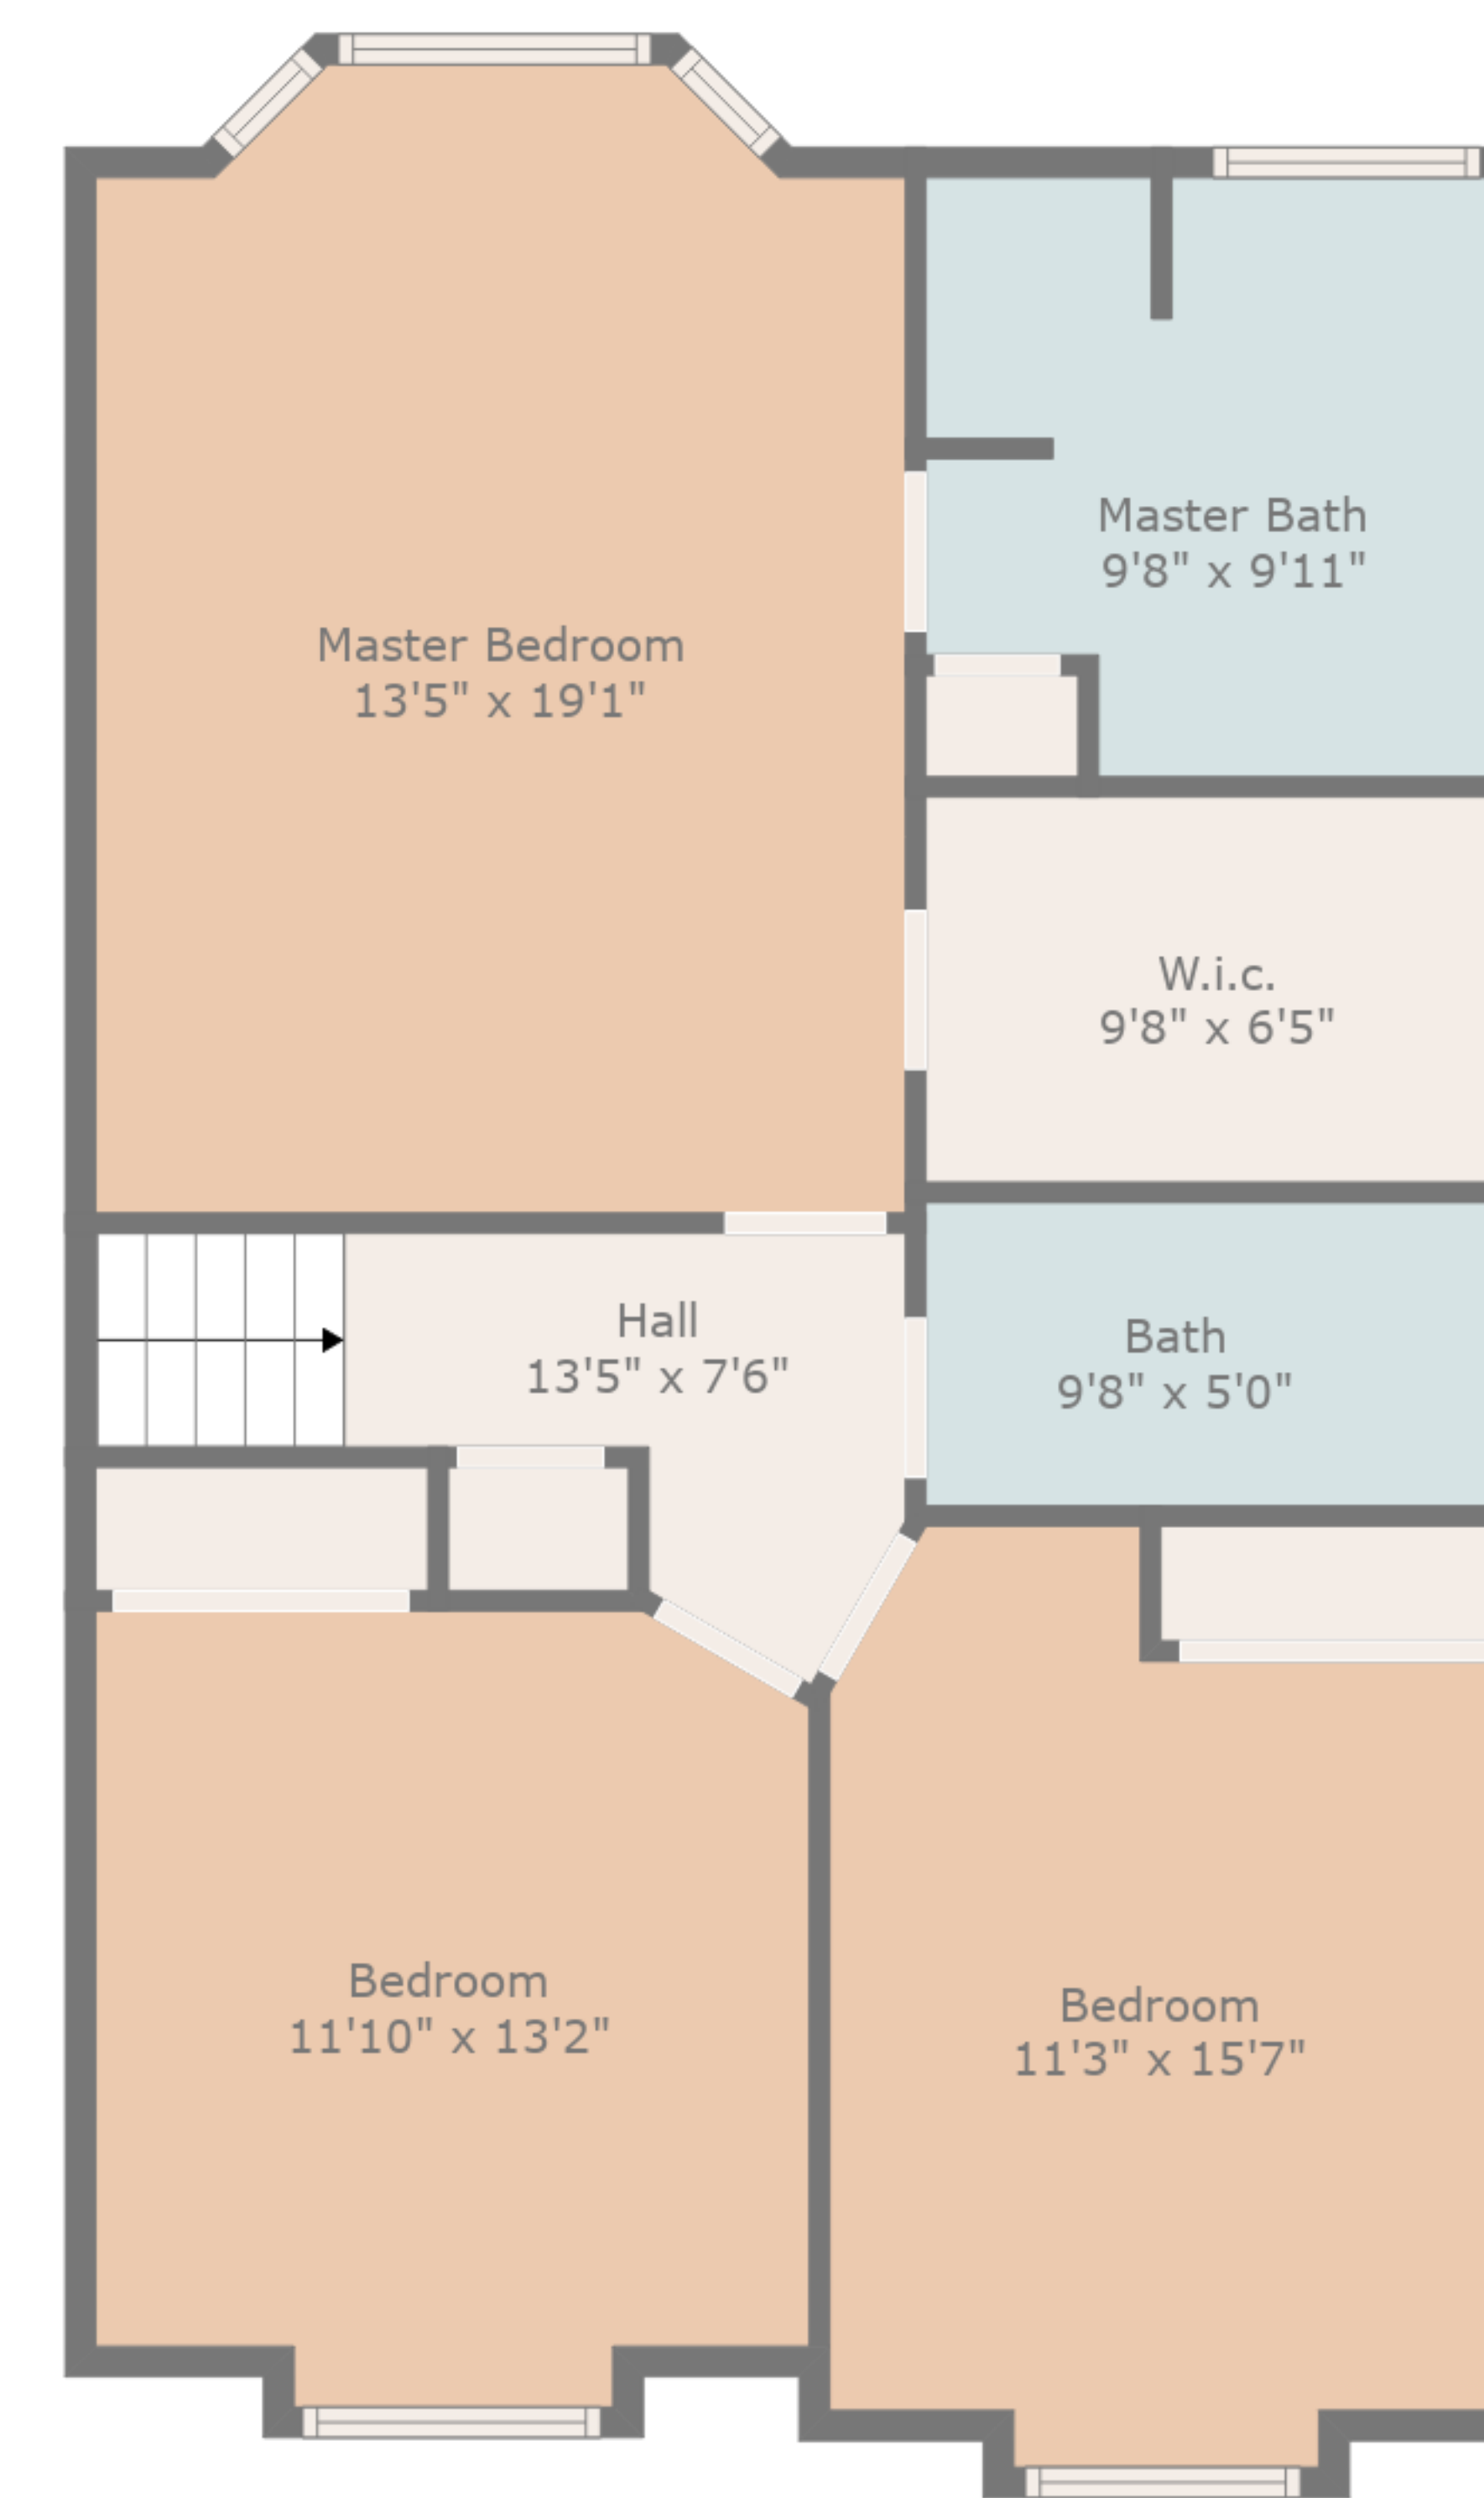 Master Bath
9'8" x 9'11"
Master Bedroom
13'5" x 19'1"
W.i.c.
9'8" x 6'5"
Hall
13'5" x 7'6"
Bath
9'8" x 5'0"
Bedroom
11'10" x 13'2"
Bedroom
11'3" x 15'7"